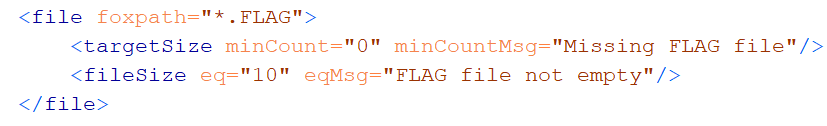 <file foxpath="*.FLAG">
<targetSize minCount="0" minCountMsg="Missing FLAG file"/>
<fileSize eq="10" eqMsg="FLAG file not empty"/>
</file>